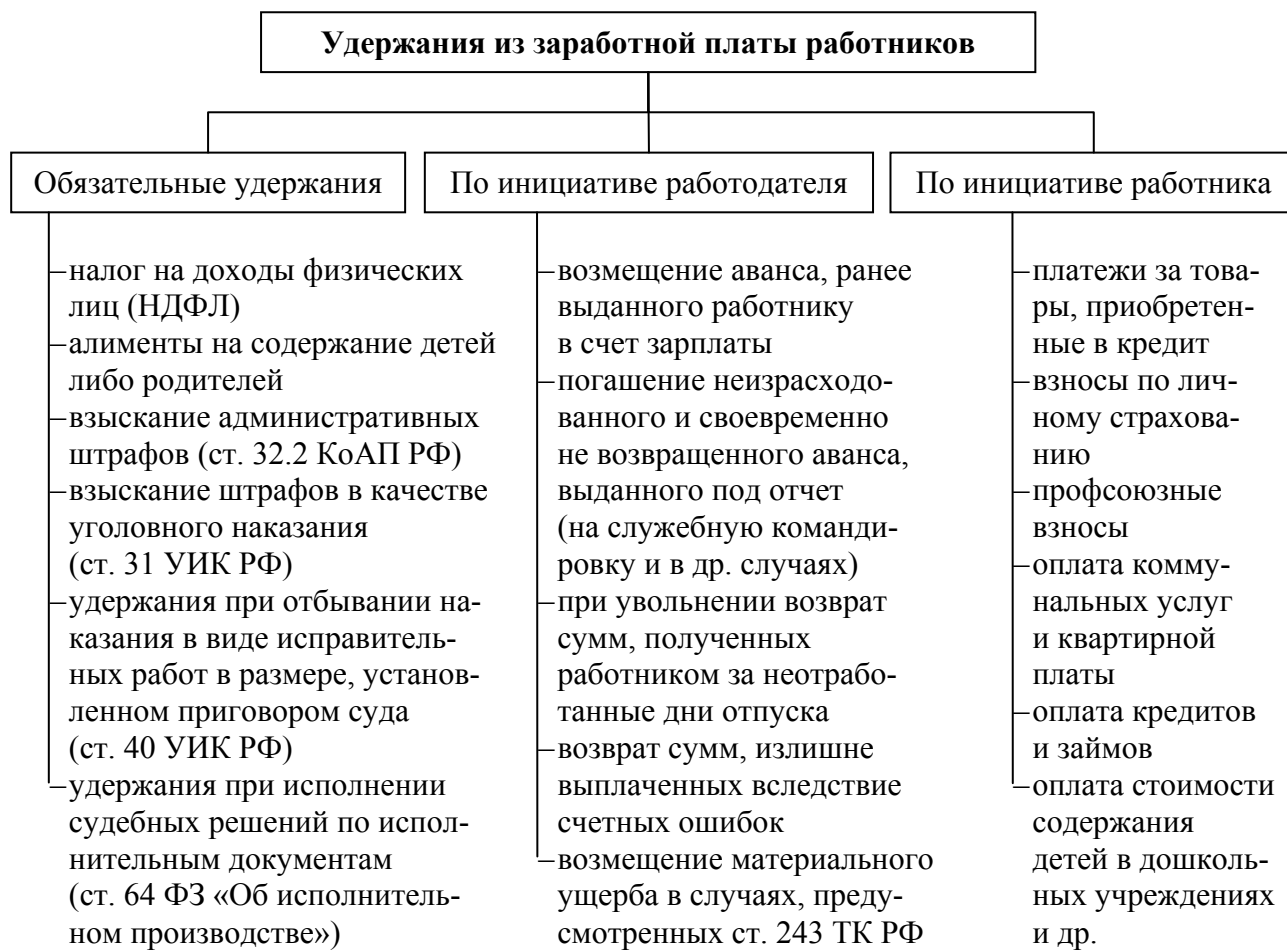 Удержания из заработной платы работников
Обязательные удержания
По инициативе работодателя
По инициативе работника
налог на доходы физических
лиц (НДФЛ)
алименты на содержание детей
либо родителей
взыскание административных
штрафов (ст. 32.2 КоАП РФ)
взыскание штрафов в качестве
уголовного наказания
(ст. 31 УИК РФ)
удержания при отбывании на-
казания в виде исправитель-
ных работ в размере, установ-
ленном приговором суда
(ст. 40 УИК РФ)
удержания при исполнении
судебных решений по испол-
нительным документам
(ст. 64 ФЗ «Об исполнитель-
ном производстве»)
возмещение аванса, ранее
выданного работнику
в счет зарплаты
погашение неизрасходо-
ванного и своевременно
не возвращенного аванса,
выданного под отчет
(на служебную команди-
ровку и в др. случаях)
при увольнении возврат
сумм, полученных
работником за неотрабо-
танные дни отпуска
возврат сумм, излишне
выплаченных вследствие
счетных ошибок
возмещение материального
ущерба в случаях, преду-
смотренных ст. 243 ТК РФ
платежи за това-
ры, приобретен-
ные в кредит
взносы по лич-
ному страхова-
нию
профсоюзные
взносы
оплата комму-
нальных услуг
и квартирной
платы
оплата кредитов
и займов
оплата стоимости
содержания
детей в дошколь-
ных учреждениях
и др.